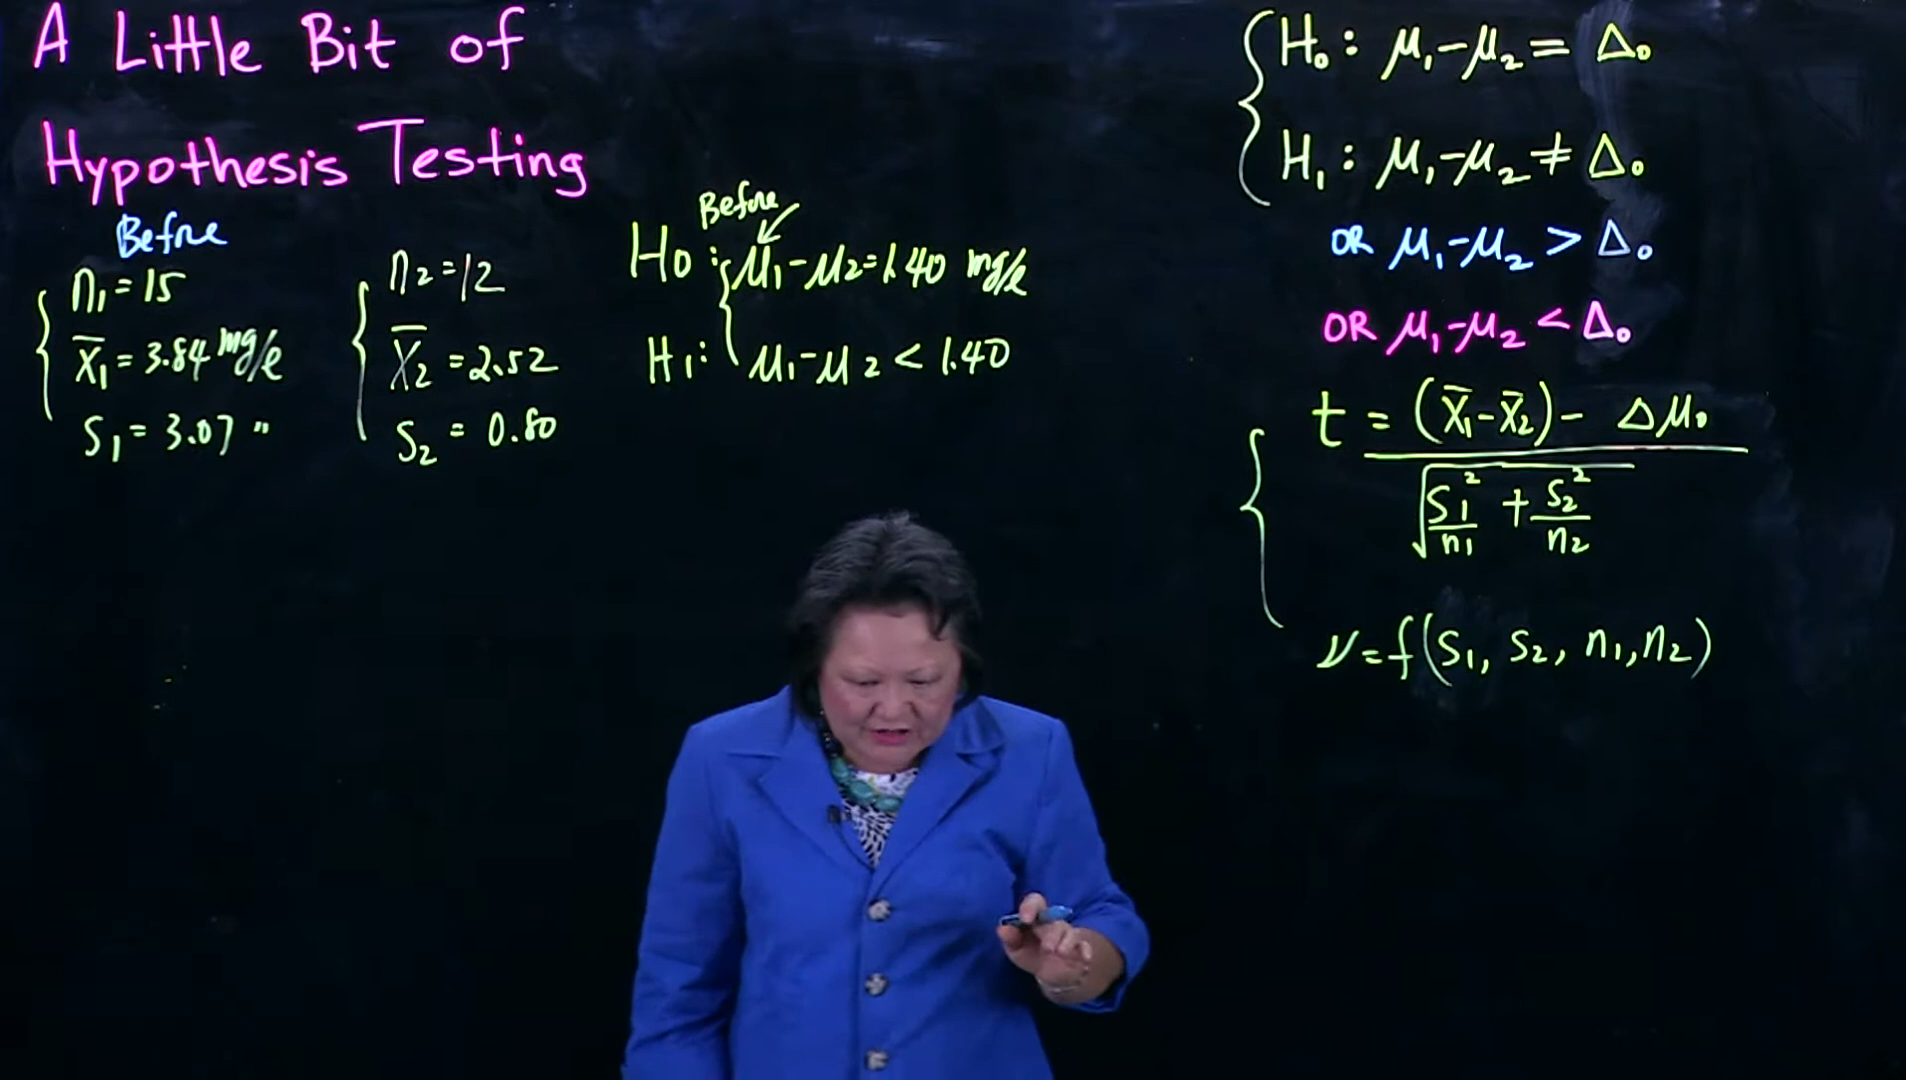 A Little Bit of
Hypothesis Testing
Before
n₁ = 15
x̄₁ = 3.84 mg/ℓ
S₁ = 3.07 "
n₂ = 12
x̄₂ = 2.52
S₂ = 0.80
Before
H₀ : μ₁ - μ₂ = 1.40 mg/ℓ
H₁ : μ₁ - μ₂ < 1.40
H₀ : μ₁ - μ₂ = Δ₀
H₁ : μ₁ - μ₂ ≠ Δ₀
OR μ₁ - μ₂ > Δ₀
OR μ₁ - μ₂ < Δ₀
t = (x̄₁ - x̄₂) - Δμ₀
√ S₁²/n₁ + S₂²/n₂
ν = f(S₁, S₂, n₁, n₂)